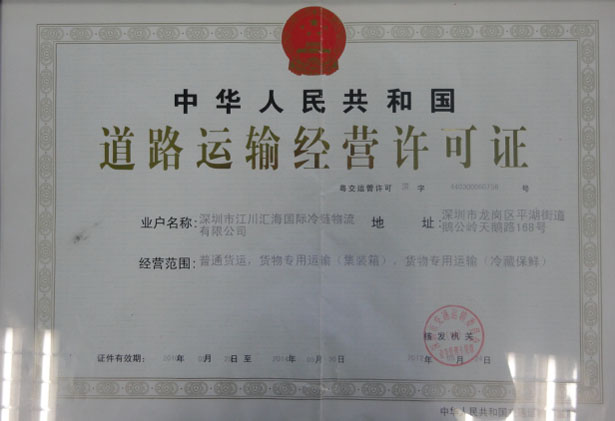 中华人民共和国
道路运输经营许可证
粤交运管许可 深 字 号
业户名称: 深圳市江川汇海国际冷链物流
有限公司
地 址: 深圳市龙岗区平湖街道
鹅公岭天鹅路168号
经营范围: 普通货运,货物专用运输(集装箱),货物专用运输(冷藏保鲜)
核发机关
证件有效期: 年 月 日至 2014 年 月 日
2012 年 月 日
中华人民共和国